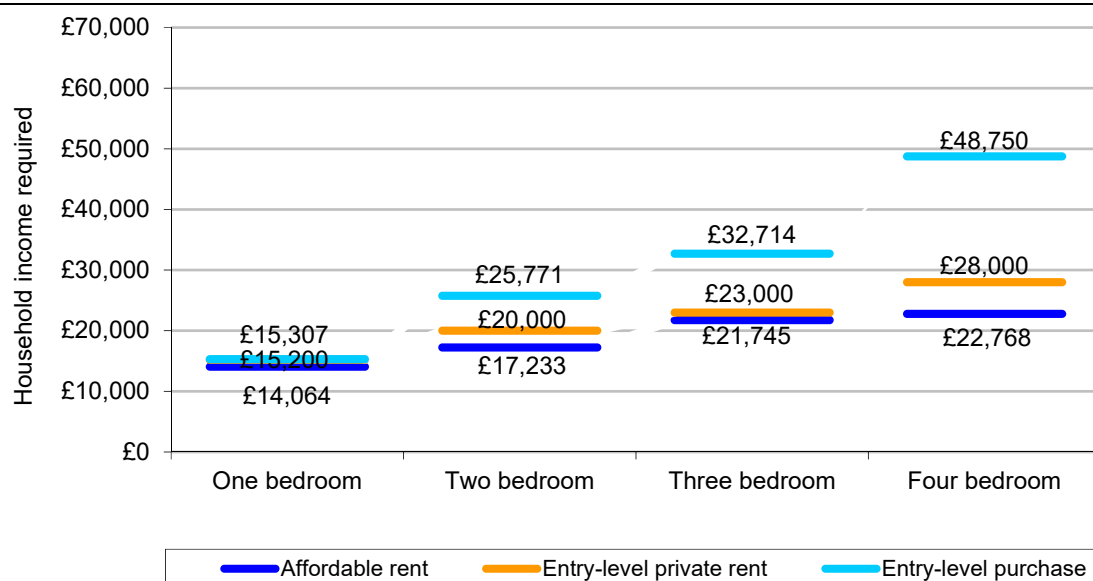 £70,000
£60,000
£50,000
£40,000
£30,000
£20,000
£10,000
£0
Household income required
£15,307
£15,200
£14,064
£25,771
£20,000
£17,233
£32,714
£23,000
£21,745
£48,750
£28,000
£22,768
One bedroom
Two bedroom
Three bedroom
Four bedroom
Affordable rent
Entry-level private rent
Entry-level purchase